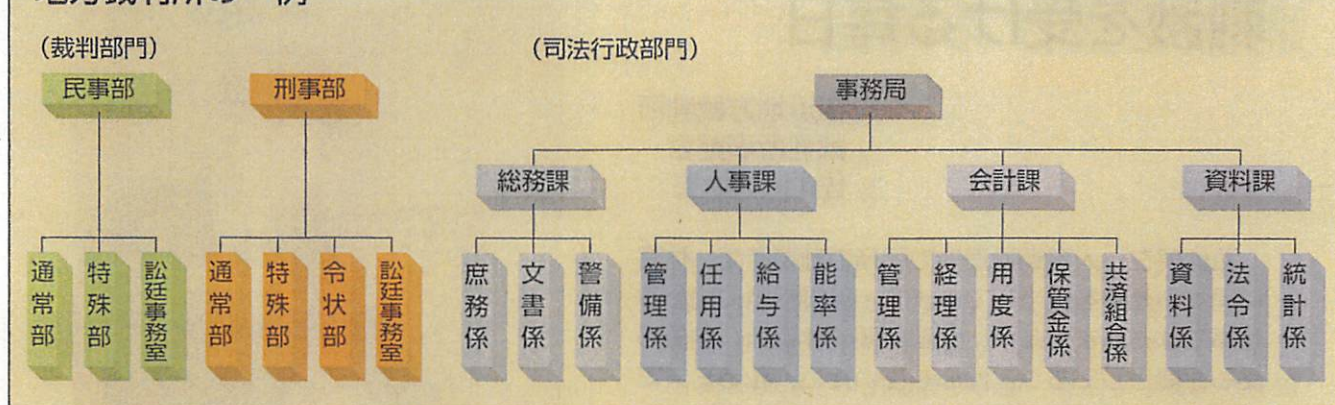 (裁判部門)
(司法行政部門)
民事部
刑事部
事務局
総務課
人事課
会計課
資料課
通常部
特殊部
訟廷事務室
通常部
特殊部
令状部
訟廷事務室
庶務係
文書係
警備係
管理係
任用係
給与係
能率係
管理係
経理係
用度係
保管金係
共済組合係
資料係
法令係
統計係